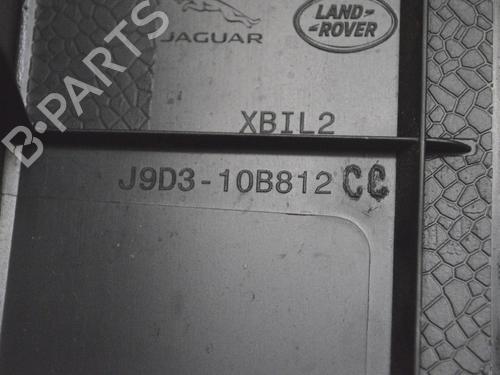 JAGUAR
LAND-
ROVER
XBIL2
J9D3-10B812 CC
B-PARTS